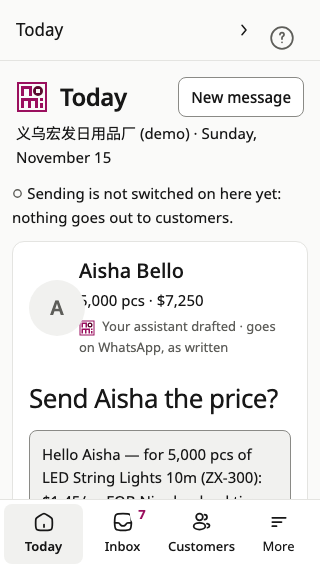 Today
Today
New message
义乌宏发日用品厂 (demo) · Sunday,
November 15
Sending is not switched on here yet:
nothing goes out to customers.
A
Aisha Bello
5,000 pcs · $7,250
Your assistant drafted · goes
on WhatsApp, as written
Send Aisha the price?
Hello Aisha — for 5,000 pcs of
LED String Lights 10m (ZX-300):
7
Today
Inbox
Customers
More